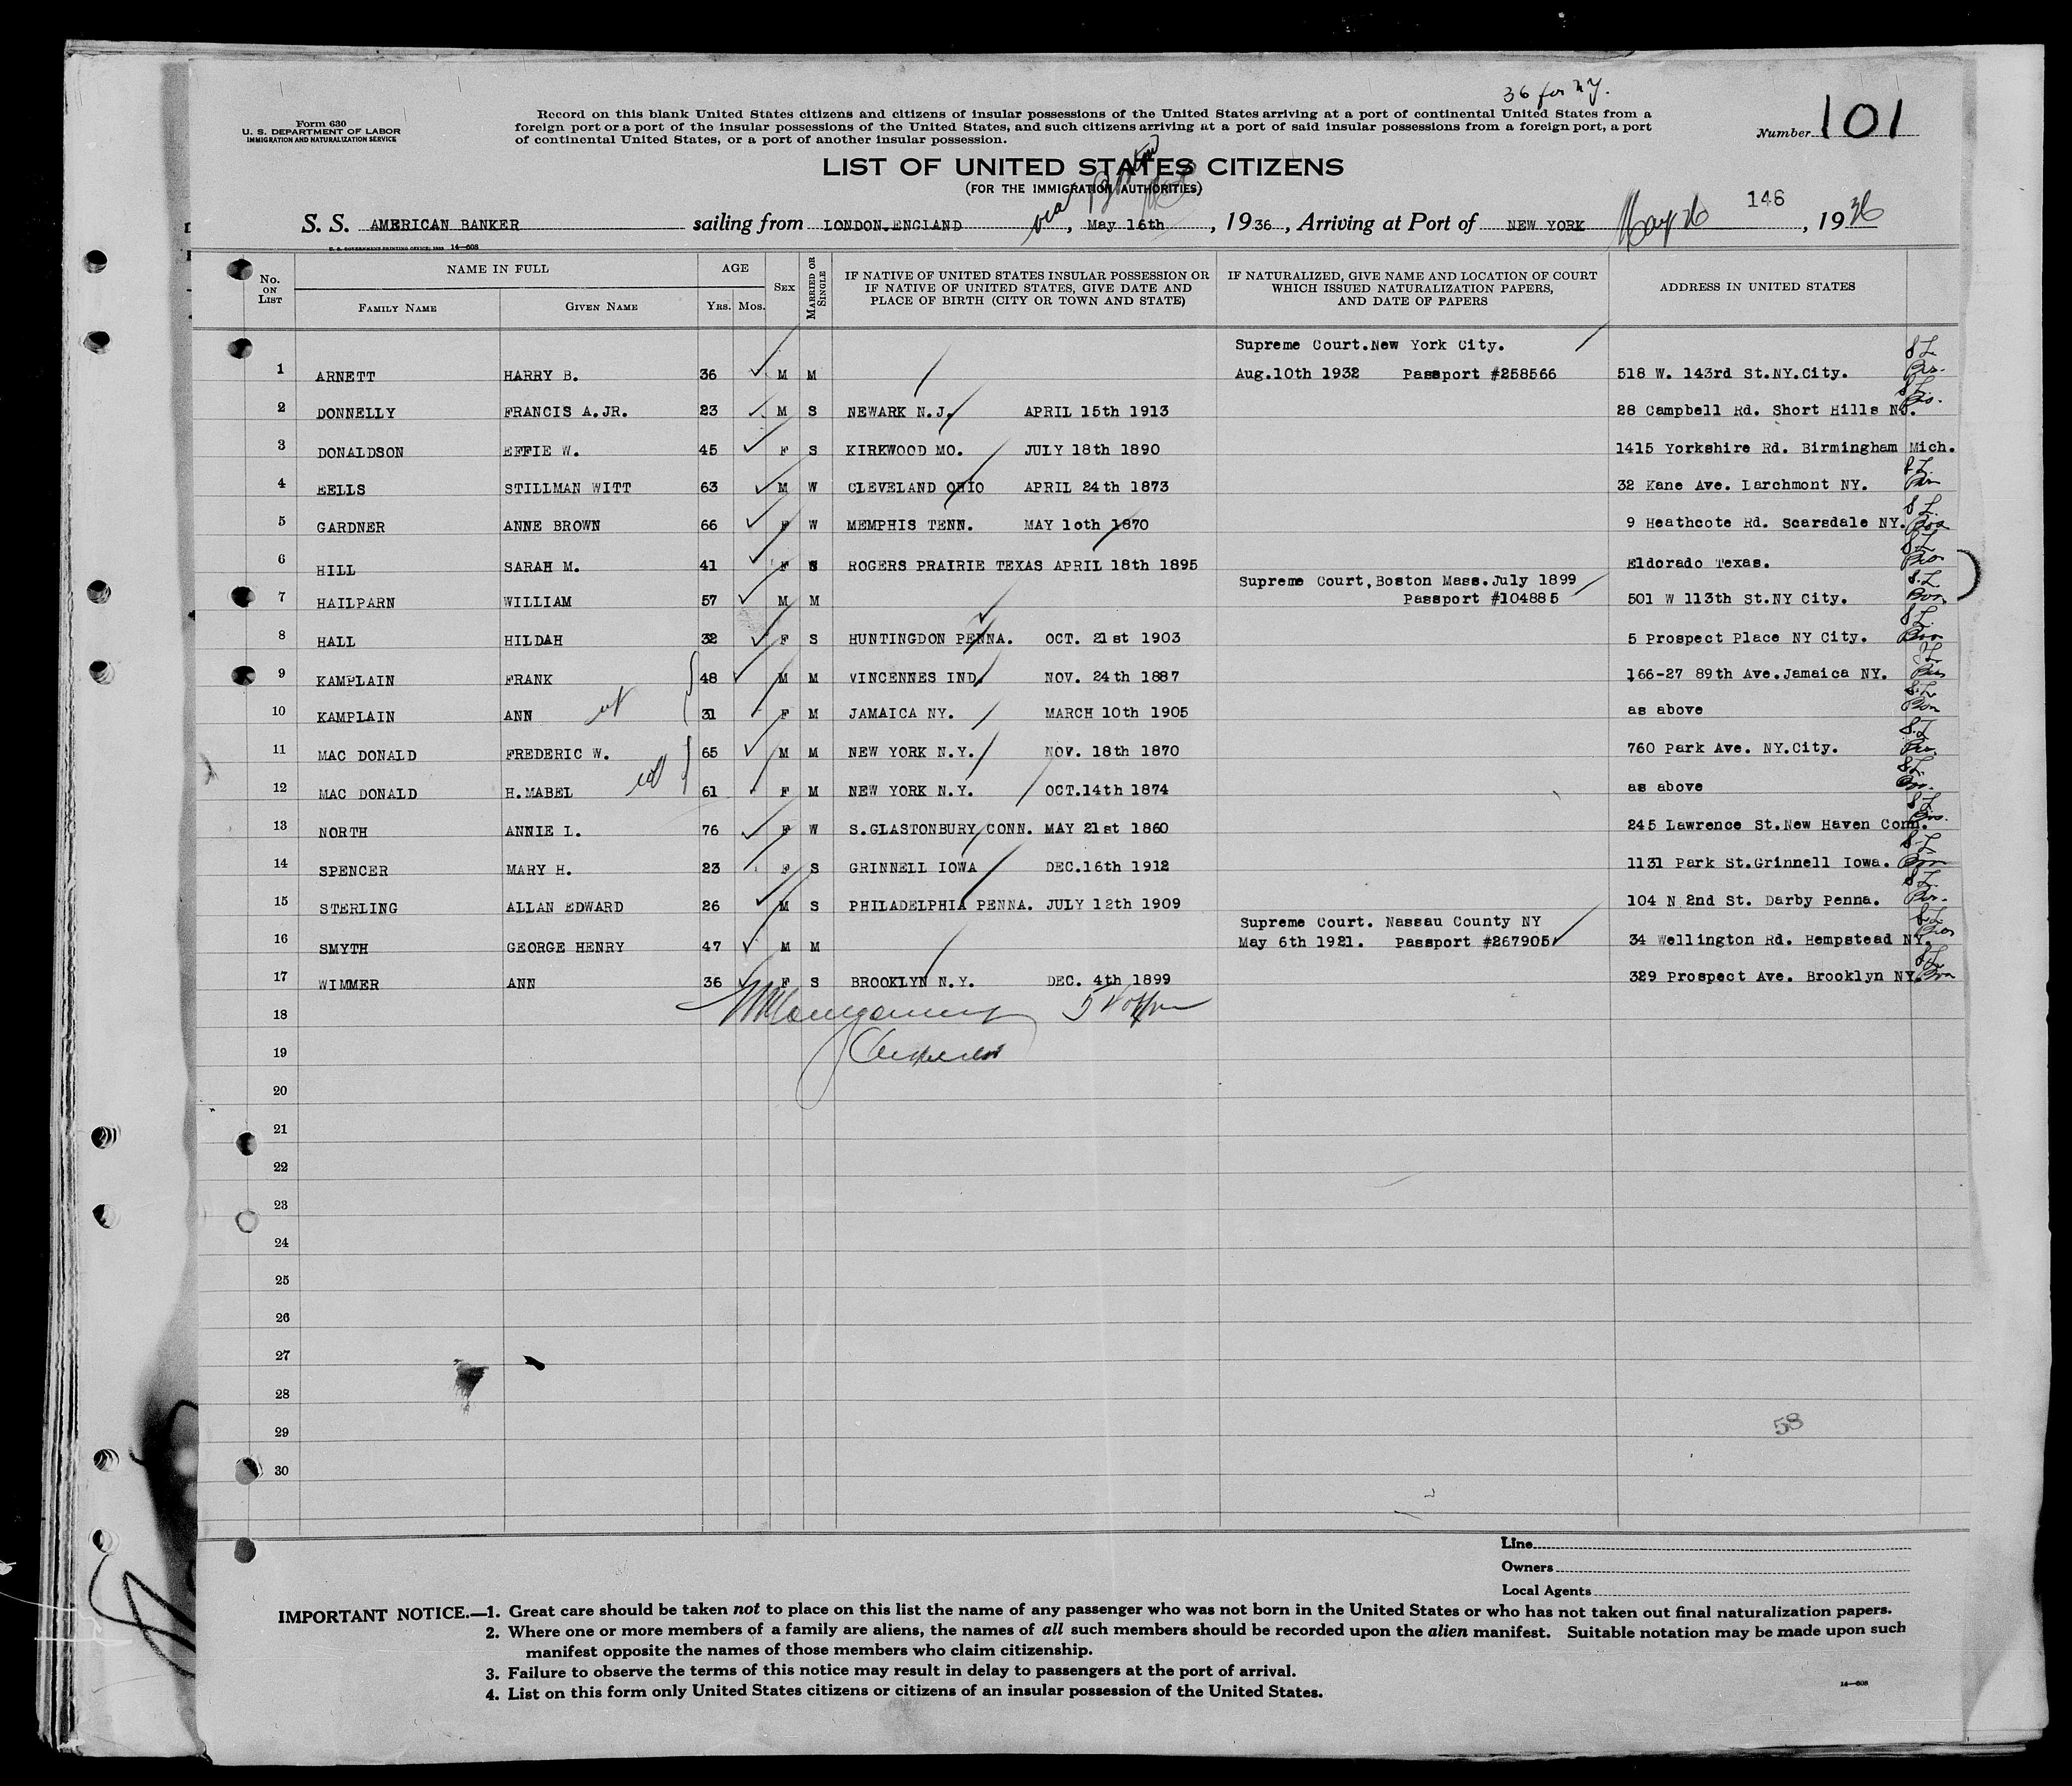 36 for N.Y.
Form 630
U. S. DEPARTMENT OF LABOR
IMMIGRATION AND NATURALIZATION SERVICE
Record on this blank United States citizens and citizens of insular possessions of the United States arriving at a port of continental United States from a
foreign port or a port of the insular possessions of the United States, and such citizens arriving at a port of said insular possessions from a foreign port, a port
of continental United States, or a port of another insular possession.
Number 101
LIST OF UNITED STATES CITIZENS
(FOR THE IMMIGRATION AUTHORITIES)
via Boston
146
S. S. AMERICAN BANKER sailing from LONDON.ENGLAND, May 16th, 1936, Arriving at Port of NEW YORK May 26, 1936
U. S. GOVERNMENT PRINTING OFFICE: 1935 14—608
No. ON LIST NAME IN FULL AGE SEX MARRIED OR SINGLE IF NATIVE OF UNITED STATES INSULAR POSSESSION OR IF NATIVE OF UNITED STATES, GIVE DATE AND PLACE OF BIRTH (CITY OR TOWN AND STATE) IF NATURALIZED, GIVE NAME AND LOCATION OF COURT WHICH ISSUED NATURALIZATION PAPERS, AND DATE OF PAPERS ADDRESS IN UNITED STATES
FAMILY NAME GIVEN NAME YRS. MOS.
Supreme Court.New York City.
1 ARNETT HARRY B. 36 M M Aug.10th 1932 Passport #258566 518 W. 143rd St.NY.City.
2 DONNELLY FRANCIS A.JR. 23 M S NEWARK N.J. APRIL 15th 1913 28 Campbell Rd. Short Hills NJ.
3 DONALDSON EFFIE W. 45 F S KIRKWOOD MO. JULY 18th 1890 1415 Yorkshire Rd. Birmingham Mich.
4 EELLS STILLMAN WITT 63 M W CLEVELAND OHIO APRIL 24th 1873 32 Kane Ave. Larchmont NY.
5 GARDNER ANNE BROWN 66 F W MEMPHIS TENN. MAY 10th 1870 9 Heathcote Rd. Scarsdale NY.
6 HILL SARAH M. 41 F ROGERS PRAIRIE TEXAS APRIL 18th 1895 Eldorado Texas.
Supreme Court,Boston Mass.July 1899
7 HAILPARN WILLIAM 57 M M Passport #104885 501 W 113th St.NY City.
8 HALL HILDAH 32 F S HUNTINGDON PENNA. OCT. 21st 1903 5 Prospect Place NY City.
9 KAMPLAIN FRANK 48 M M VINCENNES IND. NOV. 24th 1887 166-27 89th Ave.Jamaica NY.
10 KAMPLAIN ANN 31 F M JAMAICA NY. MARCH 10th 1905 as above
11 MAC DONALD FREDERIC W. 65 M M NEW YORK N.Y. NOV. 18th 1870 760 Park Ave. NY.City.
12 MAC DONALD H.MABEL 61 F M NEW YORK N.Y. OCT.14th 1874 as above
13 NORTH ANNIE L. 76 F W S.GLASTONBURY CONN. MAY 21st 1860 245 Lawrence St.New Haven Conn.
14 SPENCER MARY H. 23 F S GRINNELL IOWA DEC.16th 1912 1131 Park St.Grinnell Iowa.
15 STERLING ALLAN EDWARD 26 M S PHILADELPHIA PENNA. JULY 12th 1909 104 N 2nd St. Darby Penna.
Supreme Court. Nassau County NY
16 SMYTH GEORGE HENRY 47 M M May 6th 1921. Passport #267905 34 Wellington Rd. Hempstead NY.
17 WIMMER ANN 36 F S BROOKLYN N.Y. DEC. 4th 1899 329 Prospect Ave. Brooklyn NY.
18
19
20
21
22
23
24
25
26
27
28
29
58
30
Line
Owners
Local Agents
IMPORTANT NOTICE.—1. Great care should be taken not to place on this list the name of any passenger who was not born in the United States or who has not taken out final naturalization papers.
2. Where one or more members of a family are aliens, the names of all such members should be recorded upon the alien manifest. Suitable notation may be made upon such
manifest opposite the names of those members who claim citizenship.
3. Failure to observe the terms of this notice may result in delay to passengers at the port of arrival.
4. List on this form only United States citizens or citizens of an insular possession of the United States.
14—608